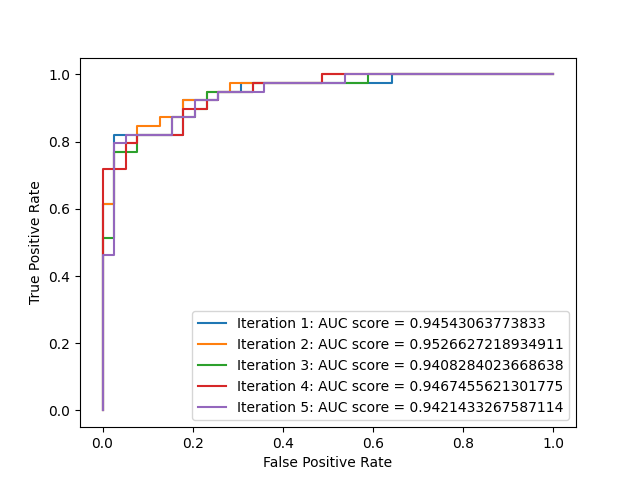 1.0
0.8
0.6
0.4
0.2
0.0
True Positive Rate
Iteration 1: AUC score = 0.94543063773833
Iteration 2: AUC score = 0.9526627218934911
Iteration 3: AUC score = 0.9408284023668638
Iteration 4: AUC score = 0.9467455621301775
Iteration 5: AUC score = 0.9421433267587114
0.0 0.2 0.4 0.6 0.8 1.0
False Positive Rate